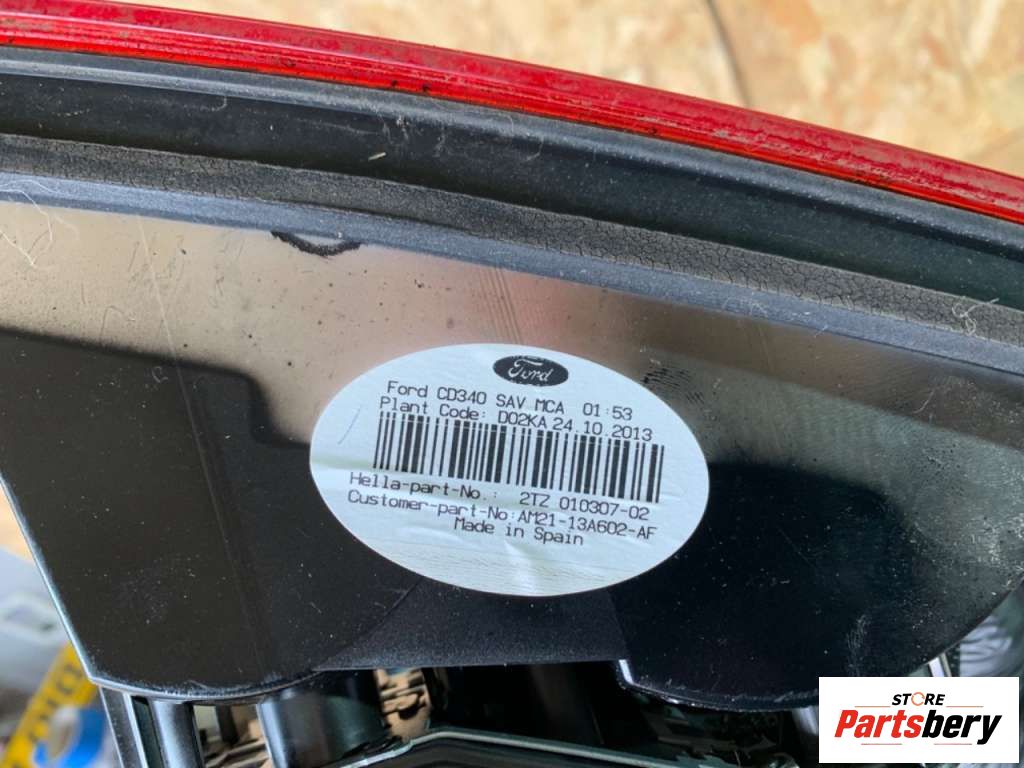 Ford
Ford CD340 SAV MCA 01:53
Plant Code: D02KA 24.10.2013
Hella-part-No.: 2TZ 010307-02
Customer-part-No:AM21-13A602-AF
Made in Spain
STORE
Partsbery